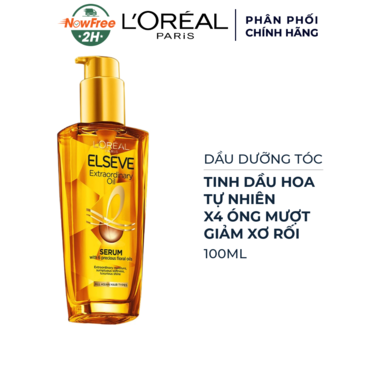 NowFree
2H
L'ORÉAL
PARIS
PHÂN PHỐI
CHÍNH HÃNG
L'ORÉAL
ELSEVE
Extraordinary
Oil
DẦU DƯỠNG TÓC
TINH DẦU HOA
TỰ NHIÊN
X4 ÓNG MƯỢT
GIẢM XƠ RỐI
100ML
SERUM